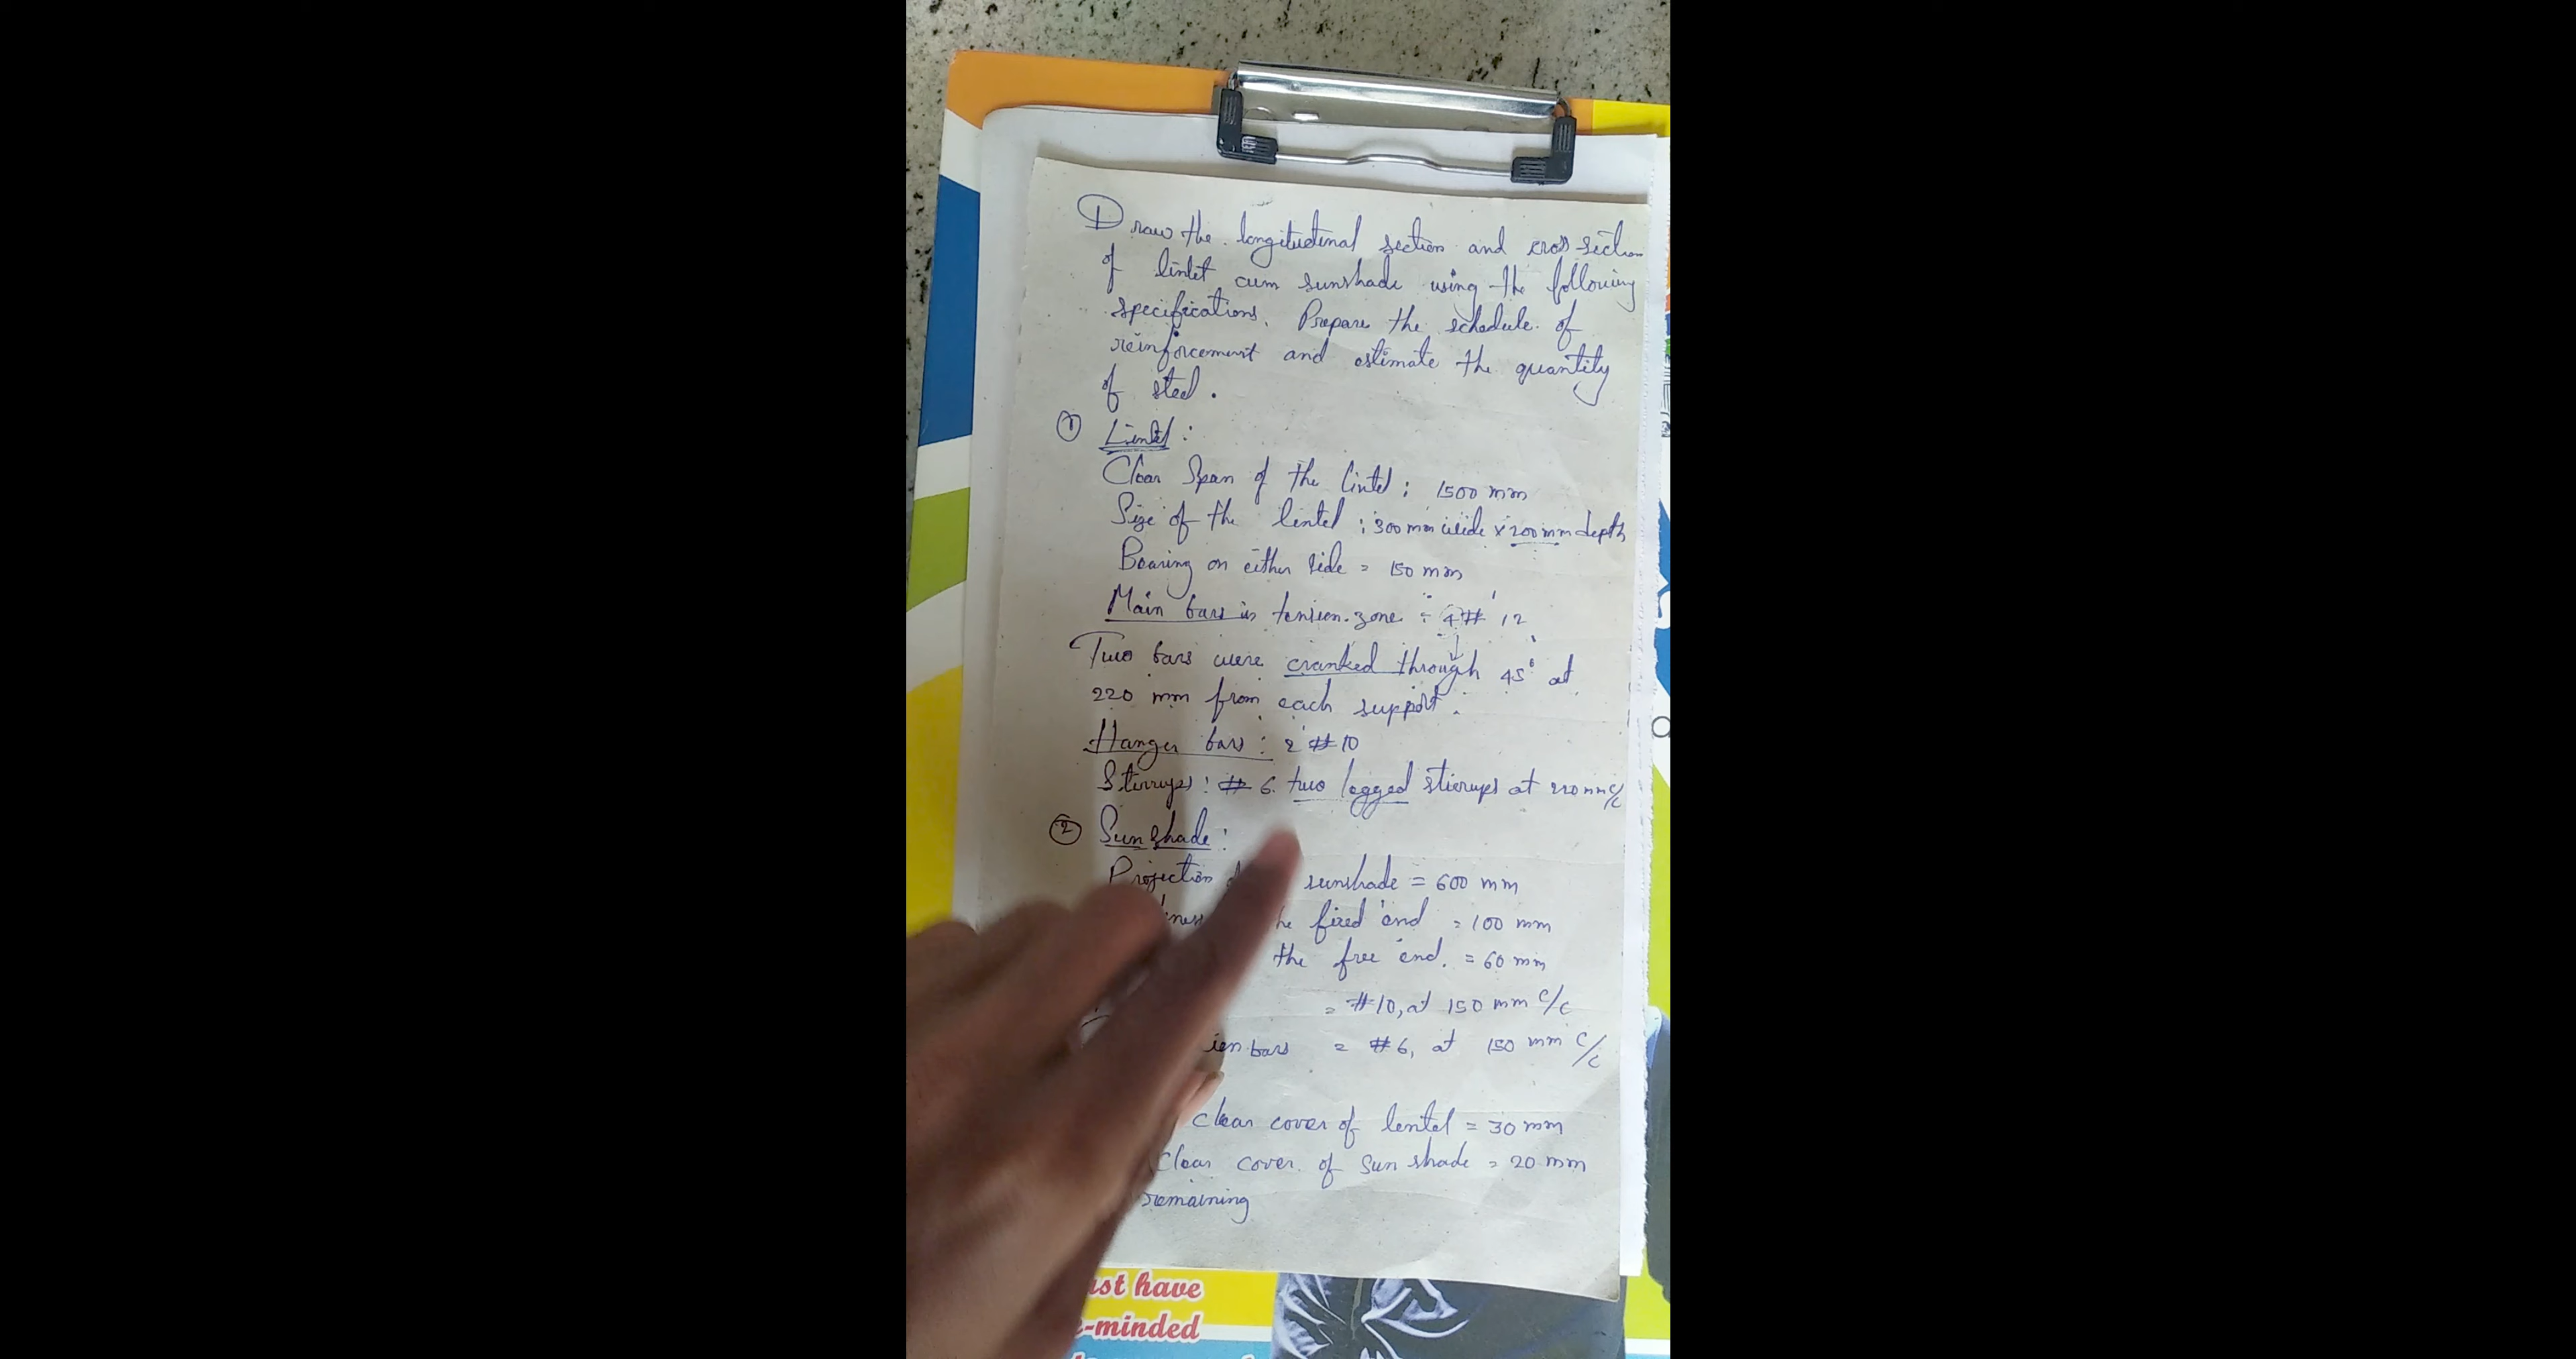 Draw the longitudinal section and cross section
of lintel cum sunshade using the following
specifications. Prepare the schedule of
reinforcement and estimate the quantity
of steel.
① Lintel:
Clear Span of the lintel: 1500 mm
Size of the lintel: 300 mm wide x 200 mm depth
Bearing on either side = 150 mm
Main bars in tension zone: 4 # 12
Two bars were cranked through 45° at
220 mm from each support.
Hanger bars: 2 # 10
Stirrups: # 6 two legged stirrups at 220 mm c/c
② Sunshade:
Projection sunshade = 600 mm
fixed end = 100 mm
the free end. = 60 mm
= #10, at 150 mm c/c
bars = #6, at 150 mm c/c
clear cover of lentel = 30 mm
Clear cover of sun shade = 20 mm
remaining
ust have
e-minded